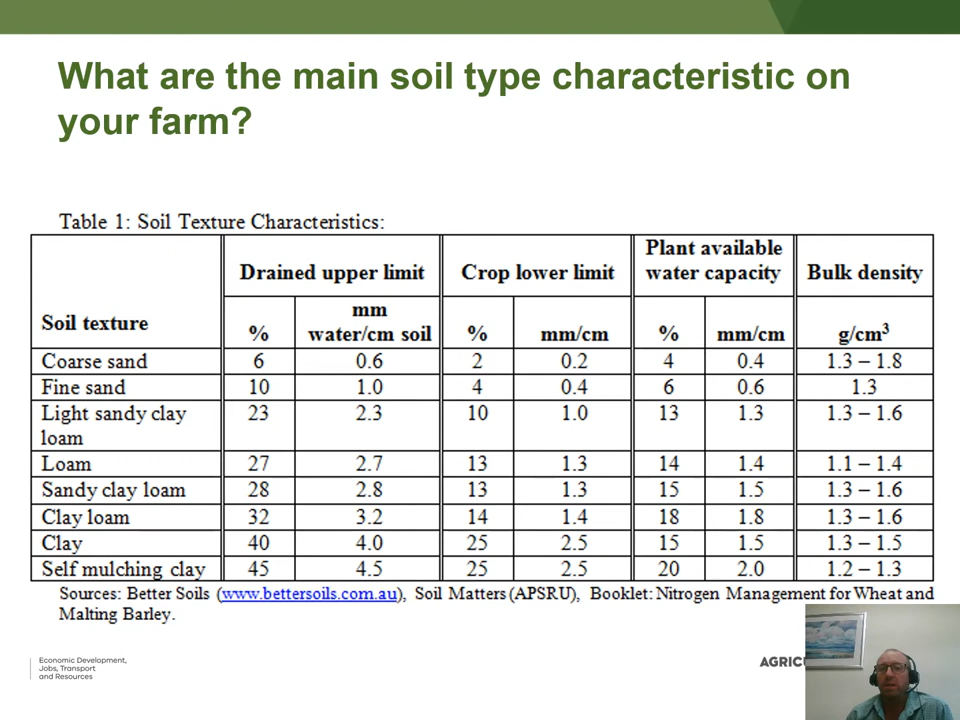 What are the main soil type characteristic on
your farm?
Table 1: Soil Texture Characteristics:
Soil texture | Drained upper limit | Crop lower limit | Plant available water capacity | Bulk density
% | mm water/cm soil | % | mm/cm | % | mm/cm | g/cm³
Coarse sand | 6 | 0.6 | 2 | 0.2 | 4 | 0.4 | 1.3 – 1.8
Fine sand | 10 | 1.0 | 4 | 0.4 | 6 | 0.6 | 1.3
Light sandy clay loam | 23 | 2.3 | 10 | 1.0 | 13 | 1.3 | 1.3 – 1.6
Loam | 27 | 2.7 | 13 | 1.3 | 14 | 1.4 | 1.1 – 1.4
Sandy clay loam | 28 | 2.8 | 13 | 1.3 | 15 | 1.5 | 1.3 – 1.6
Clay loam | 32 | 3.2 | 14 | 1.4 | 18 | 1.8 | 1.3 – 1.6
Clay | 40 | 4.0 | 25 | 2.5 | 15 | 1.5 | 1.3 – 1.5
Self mulching clay | 45 | 4.5 | 25 | 2.5 | 20 | 2.0 | 1.2 – 1.3
Sources: Better Soils (www.bettersoils.com.au), Soil Matters (APSRU), Booklet: Nitrogen Management for Wheat and
Malting Barley.
Economic Development,
Jobs, Transport
and Resources